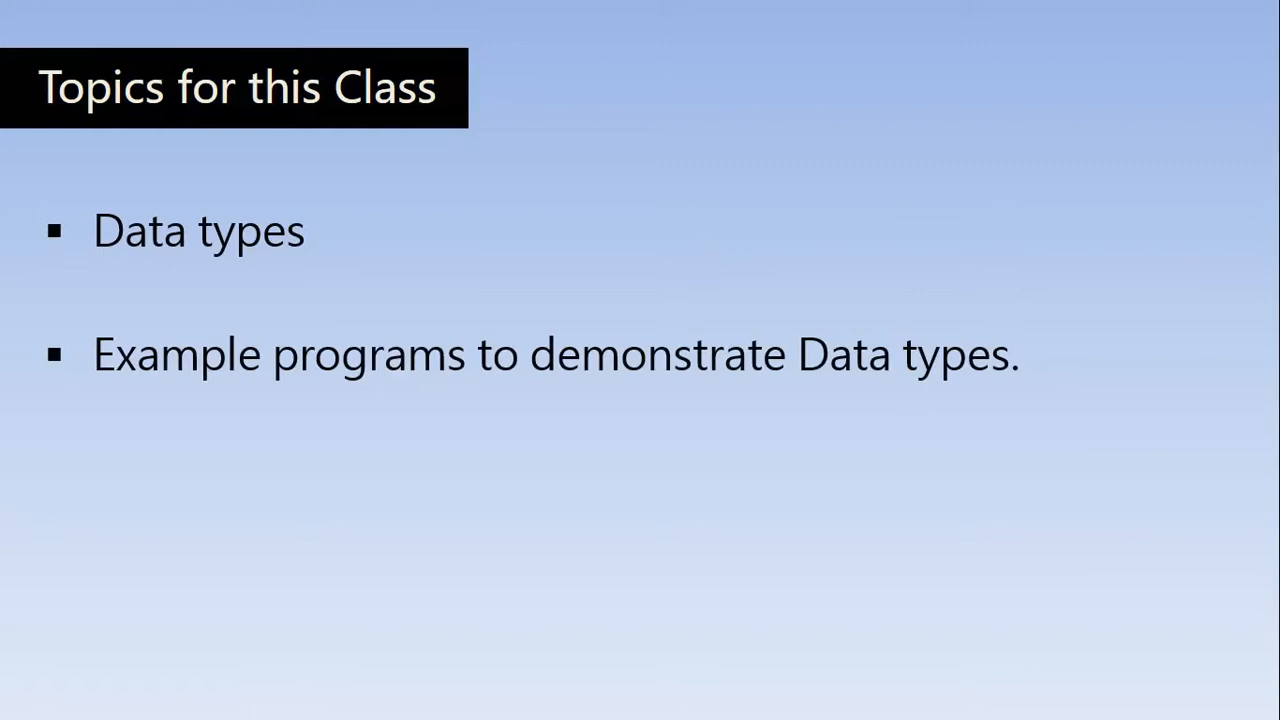 Topics for this Class
▪ Data types
▪ Example programs to demonstrate Data types.